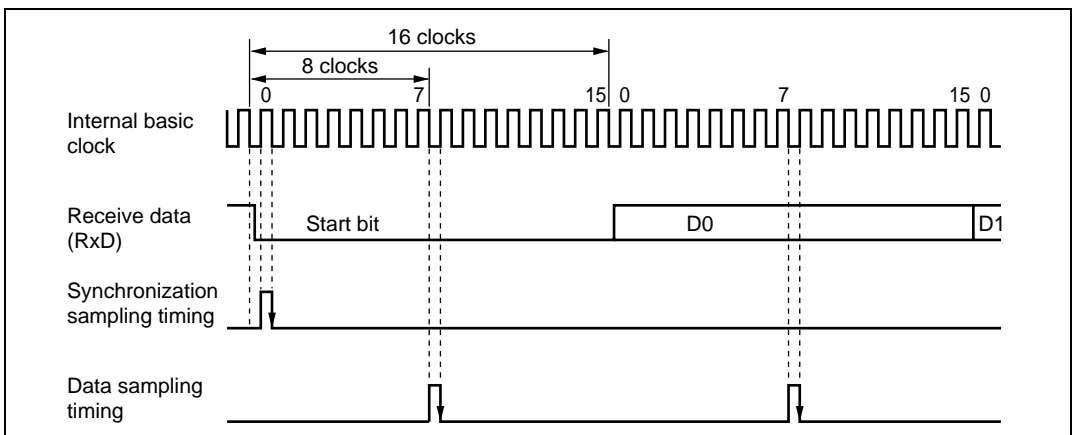 16 clocks
8 clocks
0 7 15 0 7 15 0
Internal basic
clock
Receive data
(RxD)
Start bit D0 D1
Synchronization
sampling timing
Data sampling
timing